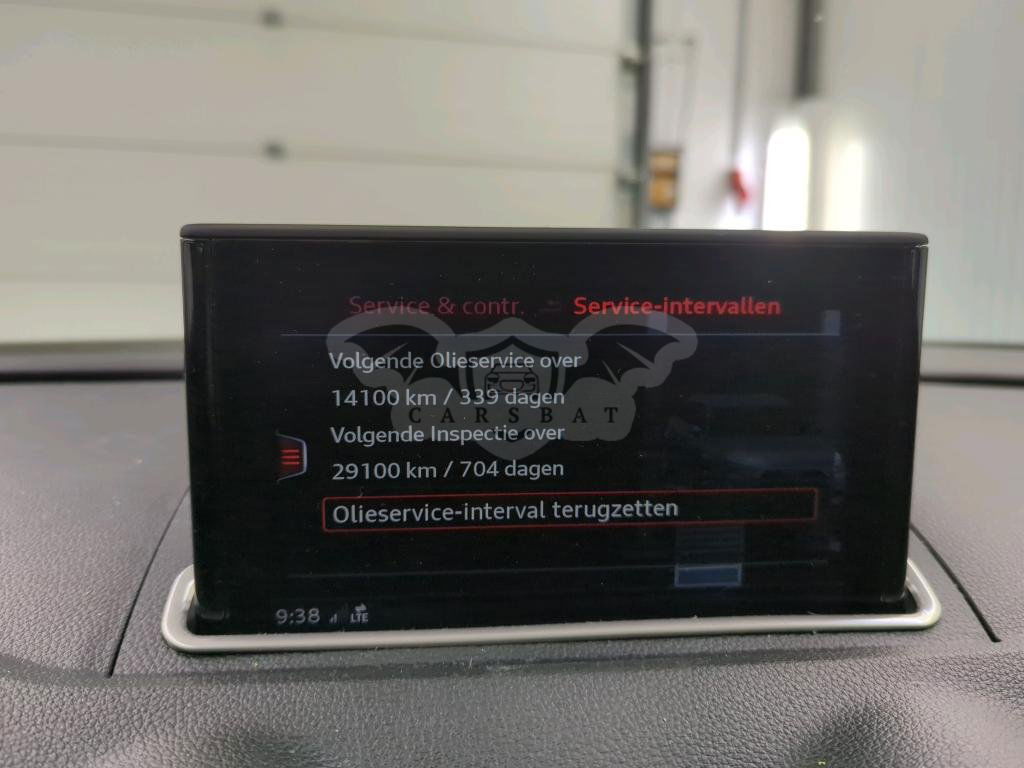 Service & contr. Service-intervallen
Volgende Olieservice over
14100 km / 339 dagen
CARSBAT
Volgende Inspectie over
29100 km / 704 dagen
Olieservice-interval terugzetten
9:38 LTE